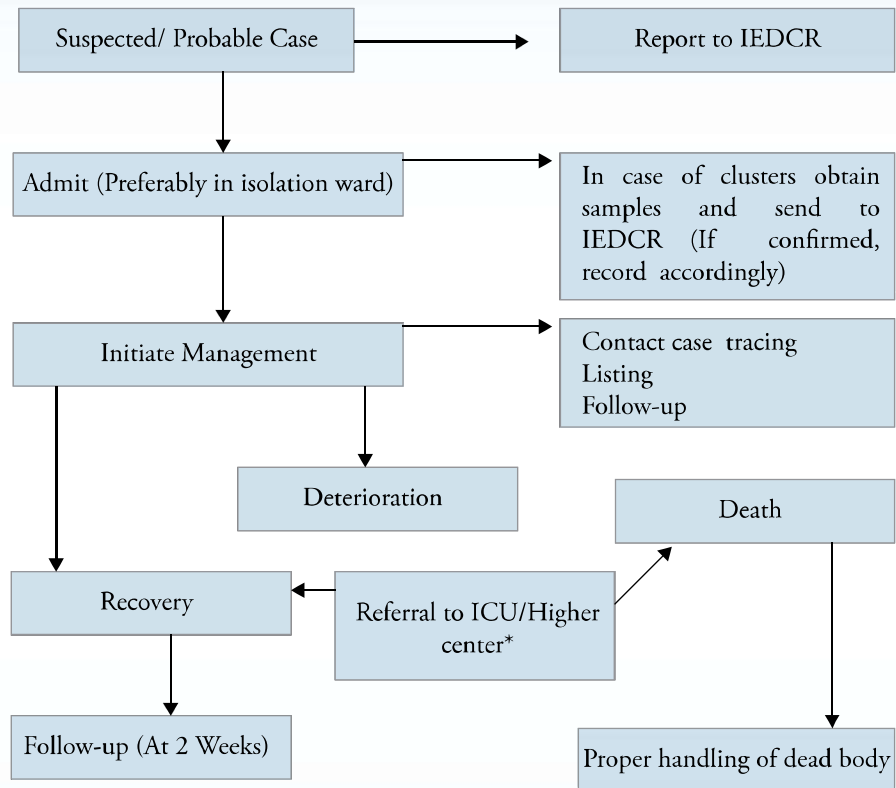 Suspected/ Probable Case
Report to IEDCR
Admit (Preferably in isolation ward)
In case of clusters obtain
samples and send to
IEDCR (If confirmed,
record accordingly)
Initiate Management
Contact case tracing
Listing
Follow-up
Deterioration
Death
Recovery
Referral to ICU/Higher
center*
Follow-up (At 2 Weeks)
Proper handling of dead body